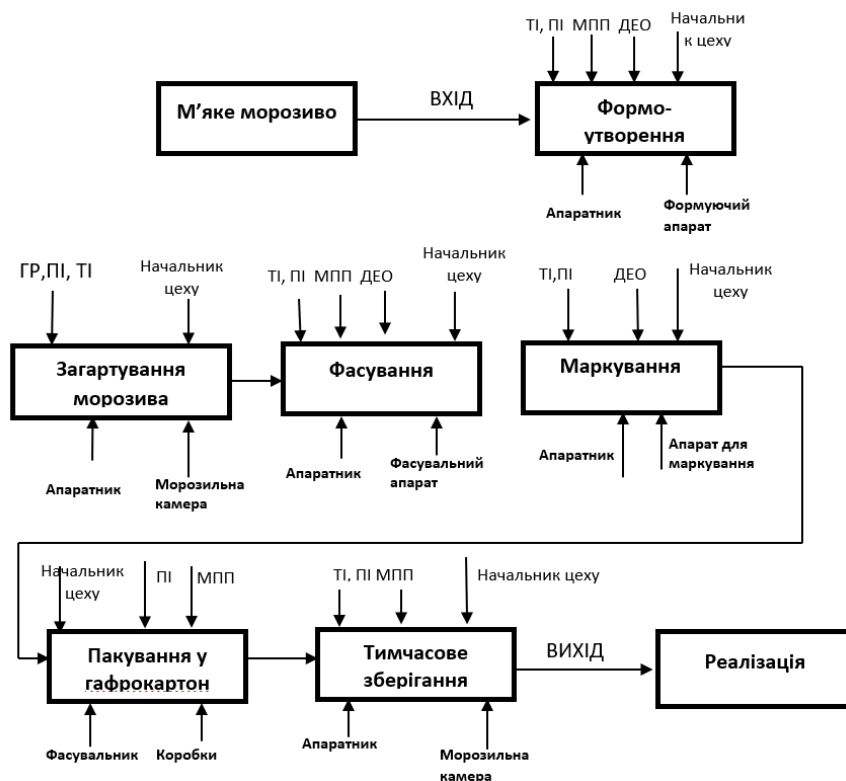 ТІ, ПІ МПП ДЕО
Начальни
к цеху
М’яке морозиво
ВХІД
Формо-
утворення
Апаратник
Формуючий
апарат
ГР,ПІ, ТІ
Начальник
цеху
ТІ, ПІ МПП ДЕО
Начальник
цеху
ТІ,ПІ
ДЕО
Начальник
цеху
Загартування
морозива
Фасування
Маркування
Апаратник
Морозильна
камера
Апаратник
Фасувальний
апарат
Апаратник
Апарат для
маркування
Начальник
цеху
ПІ
МПП
ТІ, ПІ МПП
Начальник цеху
Пакування у
гафрокартон
Тимчасове
зберігання
ВИХІД
Реалізація
Фасувальник
Коробки
Апаратник
Морозильна
камера